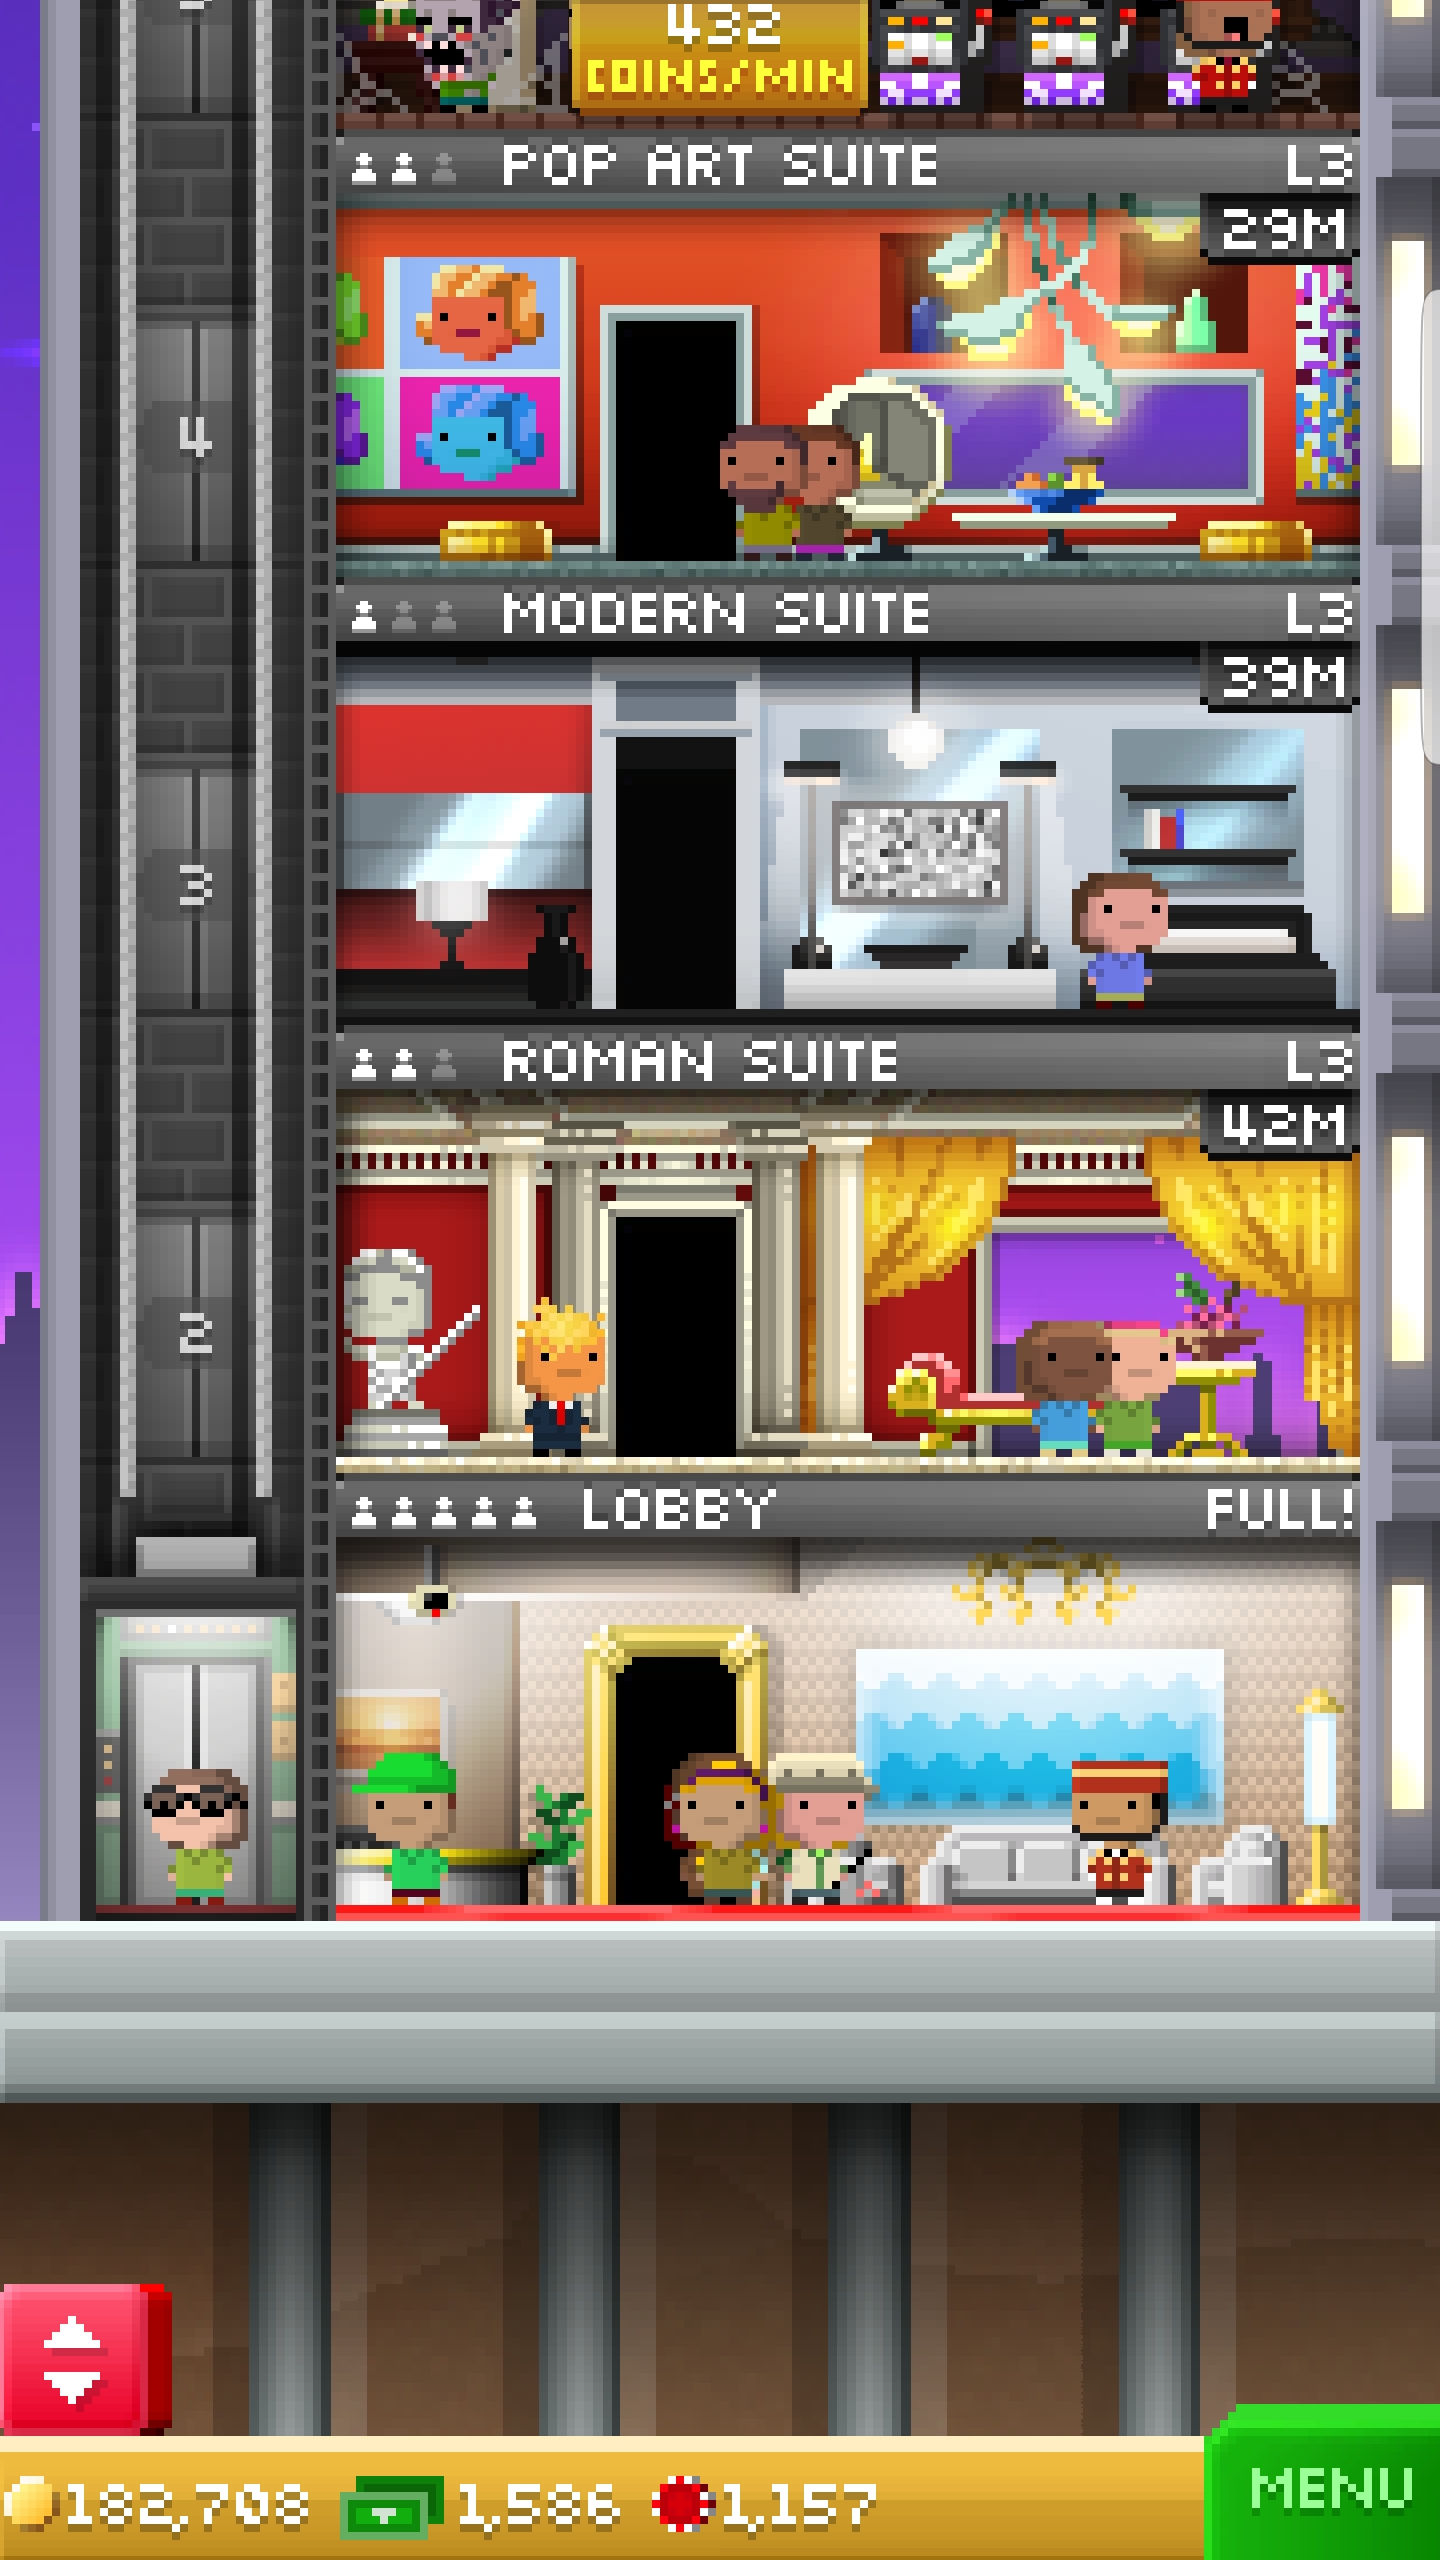 432
COINS/MIN
POP ART SUITE L3
29M
4
MODERN SUITE L3
39M
3
ROMAN SUITE L3
42M
2
LOBBY FULL!
182,708 1,586 1,157 MENU